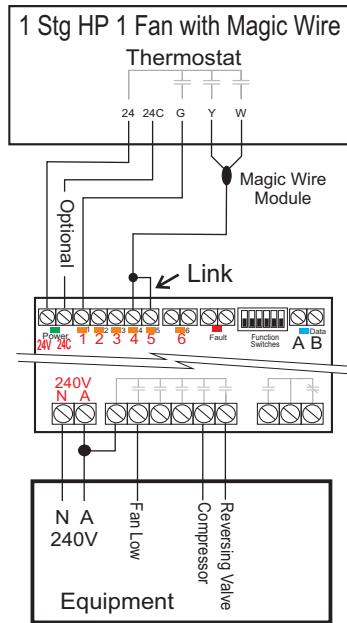 1 Stg HP 1 Fan with Magic Wire
Thermostat
24 24C G Y W
Magic Wire
Module
Optional
Link
1 2 3 4 5 6
Power
24V 24C 1 2 3 4 5 6
Fault
Function
Switches
Data
A B
240V
N A
N A
240V
Fan Low
Compressor
Reversing Valve
Equipment